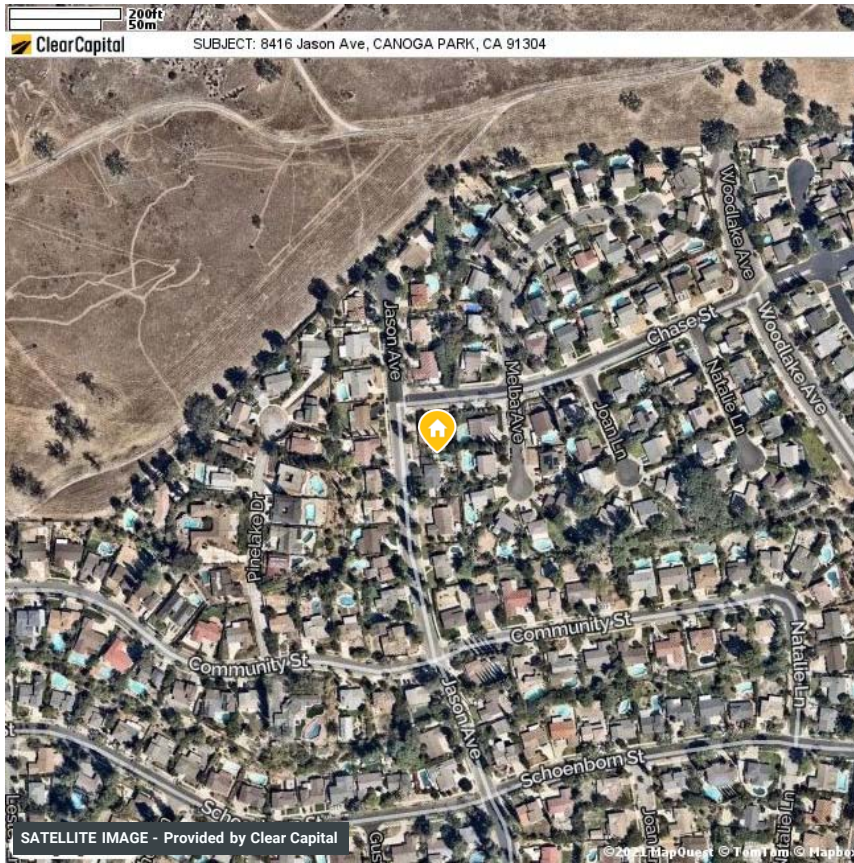 200ft
50m
ClearCapital
SUBJECT: 8416 Jason Ave, CANOGA PARK, CA 91304
Woodlake Ave
Jason Ave
Chase St
Woodlake Ave
Melba Ave
Natalie Ln
Joan Ln
Pinelake Dr
Community St
Natalie Ln
Community St
Jason Ave
Schoenborn St
St
Joan
SATELLITE IMAGE - Provided by Clear Capital
©2021 MapQuest © TomTom © Mapbox